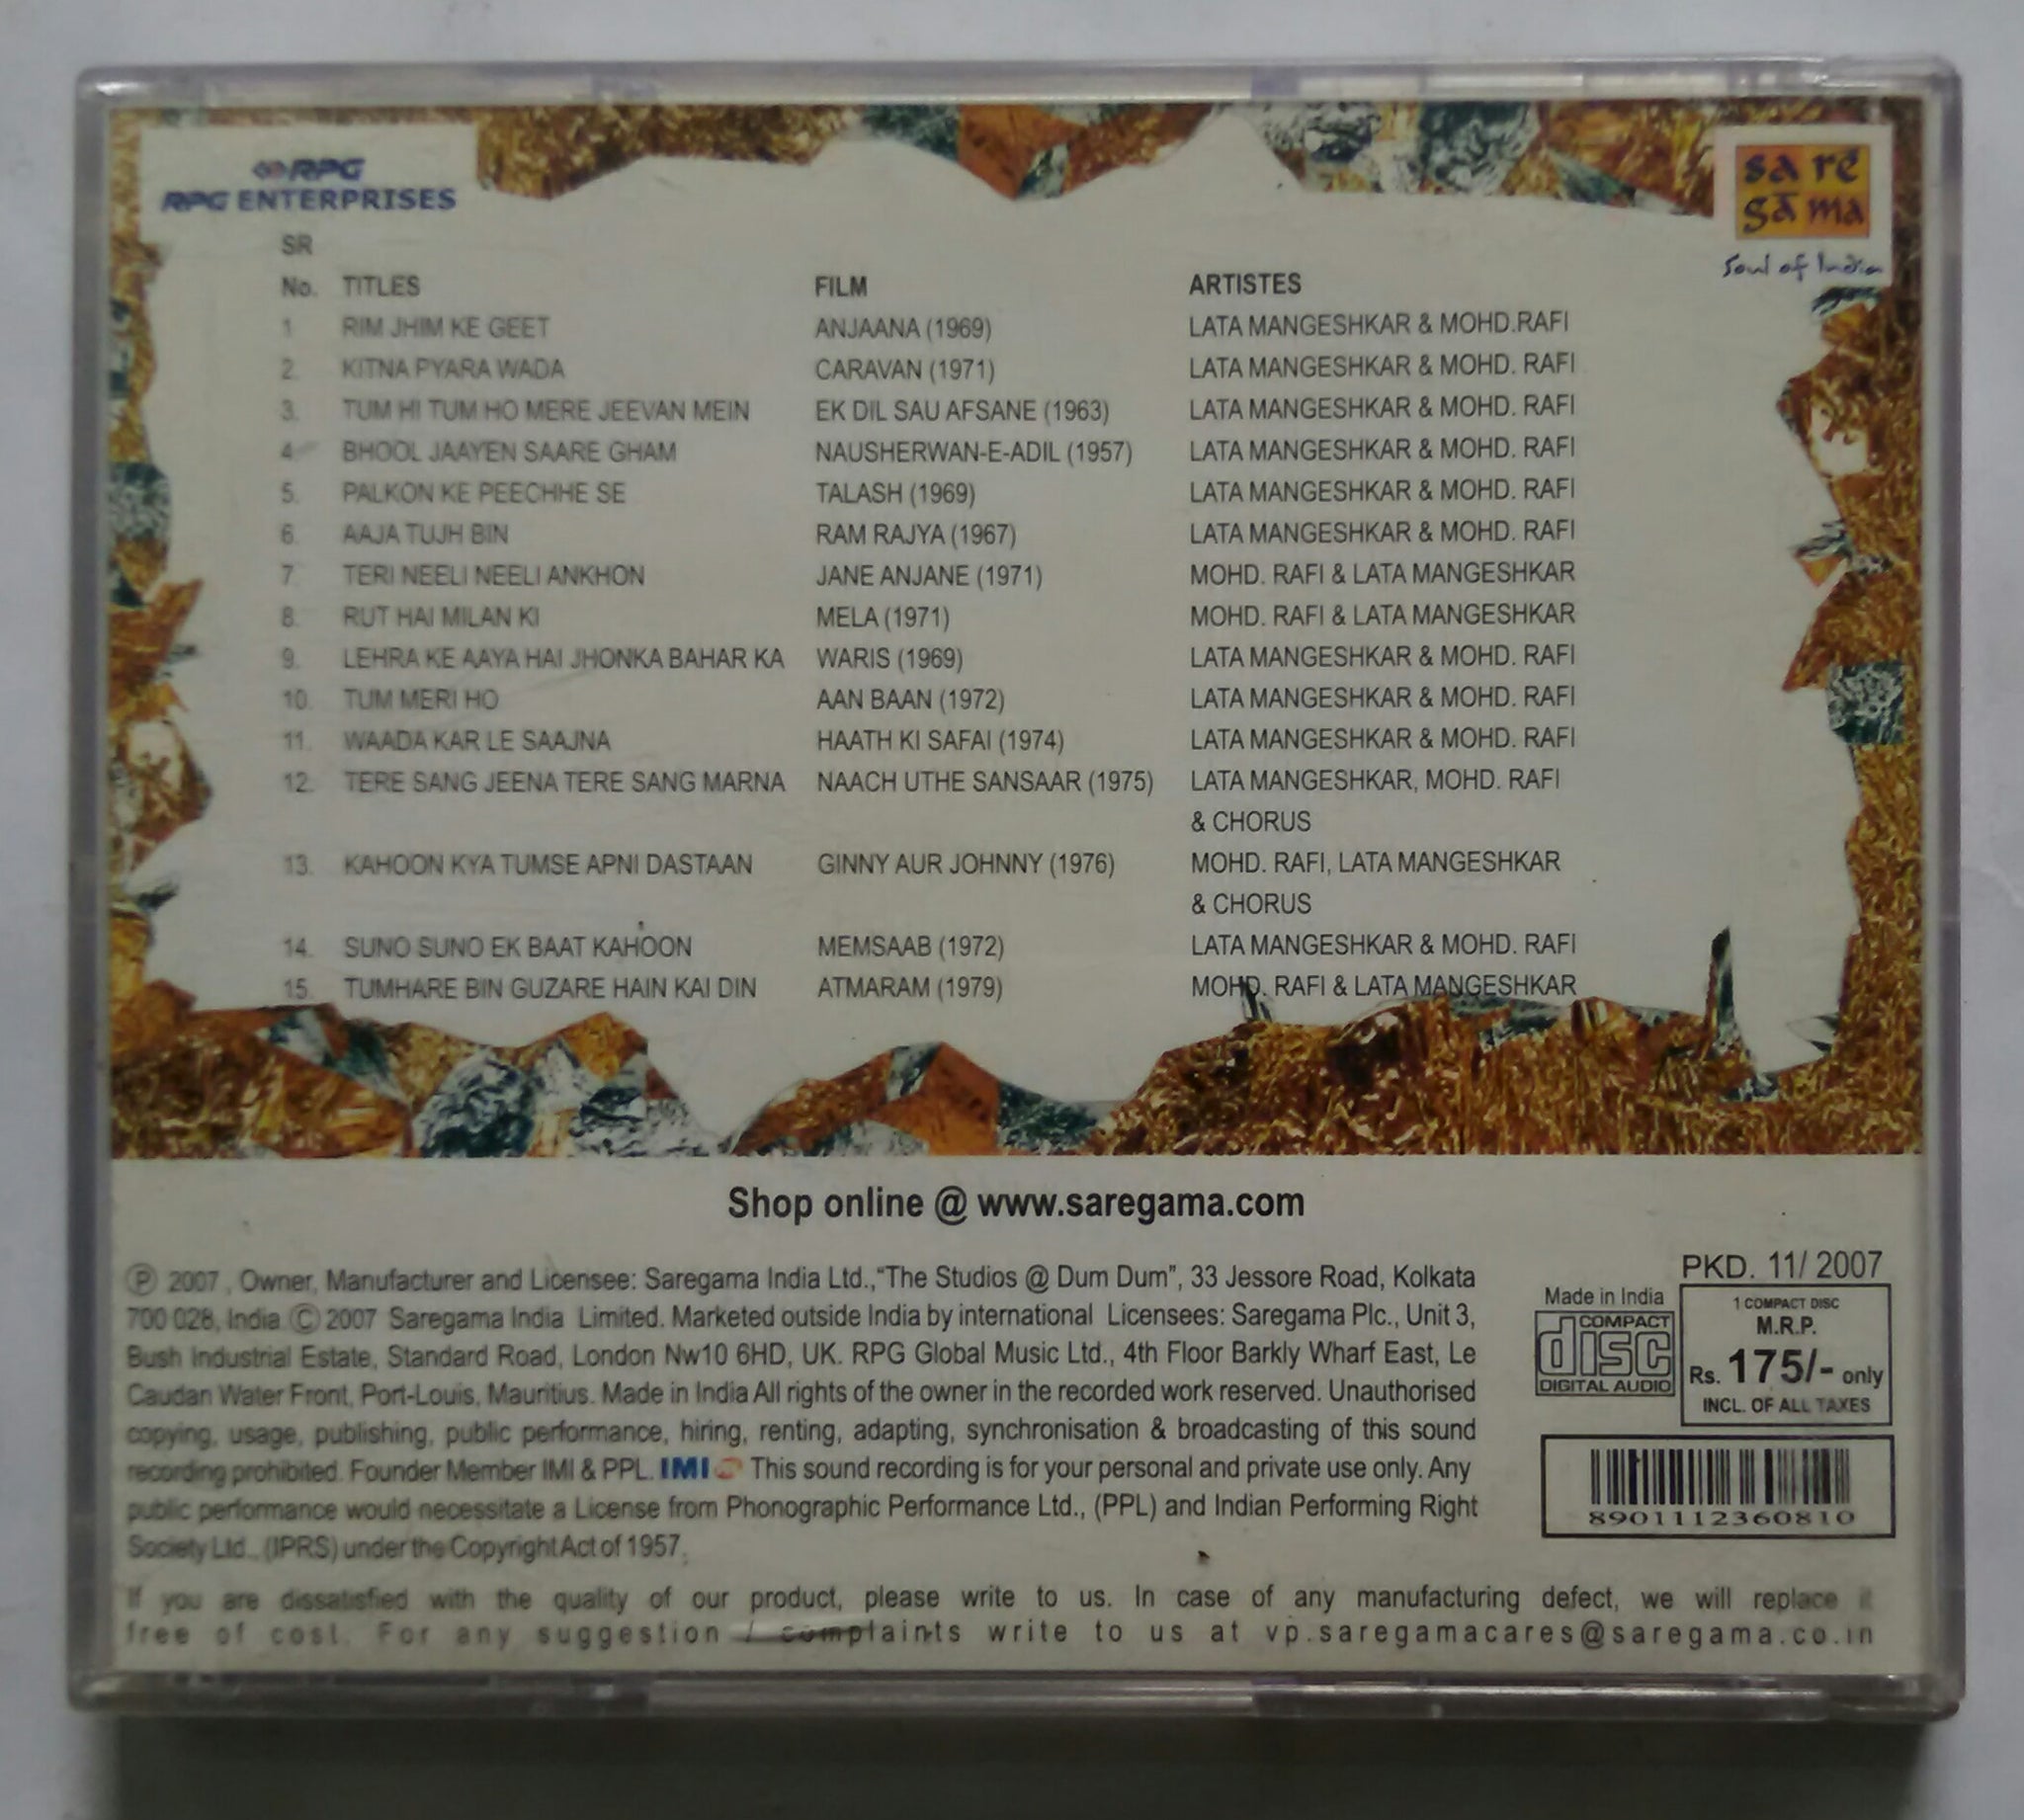 RPG
RPG ENTERPRISES
sa re
ga ma
Soul of India
SR
No. TITLES FILM ARTISTES
1 RIM JHIM KE GEET ANJAANA (1969) LATA MANGESHKAR & MOHD.RAFI
2. KITNA PYARA WADA CARAVAN (1971) LATA MANGESHKAR & MOHD. RAFI
3. TUM HI TUM HO MERE JEEVAN MEIN EK DIL SAU AFSANE (1963) LATA MANGESHKAR & MOHD. RAFI
4. BHOOL JAAYEN SAARE GHAM NAUSHERWAN-E-ADIL (1957) LATA MANGESHKAR & MOHD. RAFI
5. PALKON KE PEECHHE SE TALASH (1969) LATA MANGESHKAR & MOHD. RAFI
6. AAJA TUJH BIN RAM RAJYA (1967) LATA MANGESHKAR & MOHD. RAFI
7. TERI NEELI NEELI ANKHON JANE ANJANE (1971) MOHD. RAFI & LATA MANGESHKAR
8. RUT HAI MILAN KI MELA (1971) MOHD. RAFI & LATA MANGESHKAR
9. LEHRA KE AAYA HAI JHONKA BAHAR KA WARIS (1969) LATA MANGESHKAR & MOHD. RAFI
10. TUM MERI HO AAN BAAN (1972) LATA MANGESHKAR & MOHD. RAFI
11. WAADA KAR LE SAAJNA HAATH KI SAFAI (1974) LATA MANGESHKAR & MOHD. RAFI
12. TERE SANG JEENA TERE SANG MARNA NAACH UTHE SANSAAR (1975) LATA MANGESHKAR, MOHD. RAFI
& CHORUS
13. KAHOON KYA TUMSE APNI DASTAAN GINNY AUR JOHNNY (1976) MOHD. RAFI, LATA MANGESHKAR
& CHORUS
14. SUNO SUNO EK BAAT KAHOON MEMSAAB (1972) LATA MANGESHKAR & MOHD. RAFI
15. TUMHARE BIN GUZARE HAIN KAI DIN ATMARAM (1979) MOHD. RAFI & LATA MANGESHKAR
Shop online @ www.saregama.com
Ⓟ 2007 , Owner, Manufacturer and Licensee: Saregama India Ltd.,“The Studios @ Dum Dum”, 33 Jessore Road, Kolkata
700 028, India. © 2007 Saregama India Limited. Marketed outside India by international Licensees: Saregama Plc., Unit 3,
Bush Industrial Estate, Standard Road, London Nw10 6HD, UK. RPG Global Music Ltd., 4th Floor Barkly Wharf East, Le
Caudan Water Front, Port-Louis, Mauritius. Made in India All rights of the owner in the recorded work reserved. Unauthorised
copying, usage, publishing, public performance, hiring, renting, adapting, synchronisation & broadcasting of this sound
recording prohibited. Founder Member IMI & PPL. IMI This sound recording is for your personal and private use only. Any
public performance would necessitate a License from Phonographic Performance Ltd., (PPL) and Indian Performing Right
Society Ltd., (IPRS) under the Copyright Act of 1957.
PKD. 11/ 2007
Made in India
COMPACT
disc
DIGITAL AUDIO
1 COMPACT DISC
M.R.P.
Rs. 175/- only
INCL. OF ALL TAXES
8901112360810
If you are dissatisfied with the quality of our product, please write to us. In case of any manufacturing defect, we will replace it
free of cost. For any suggestion / complaints write to us at vp.saregamacares@saregama.co.in